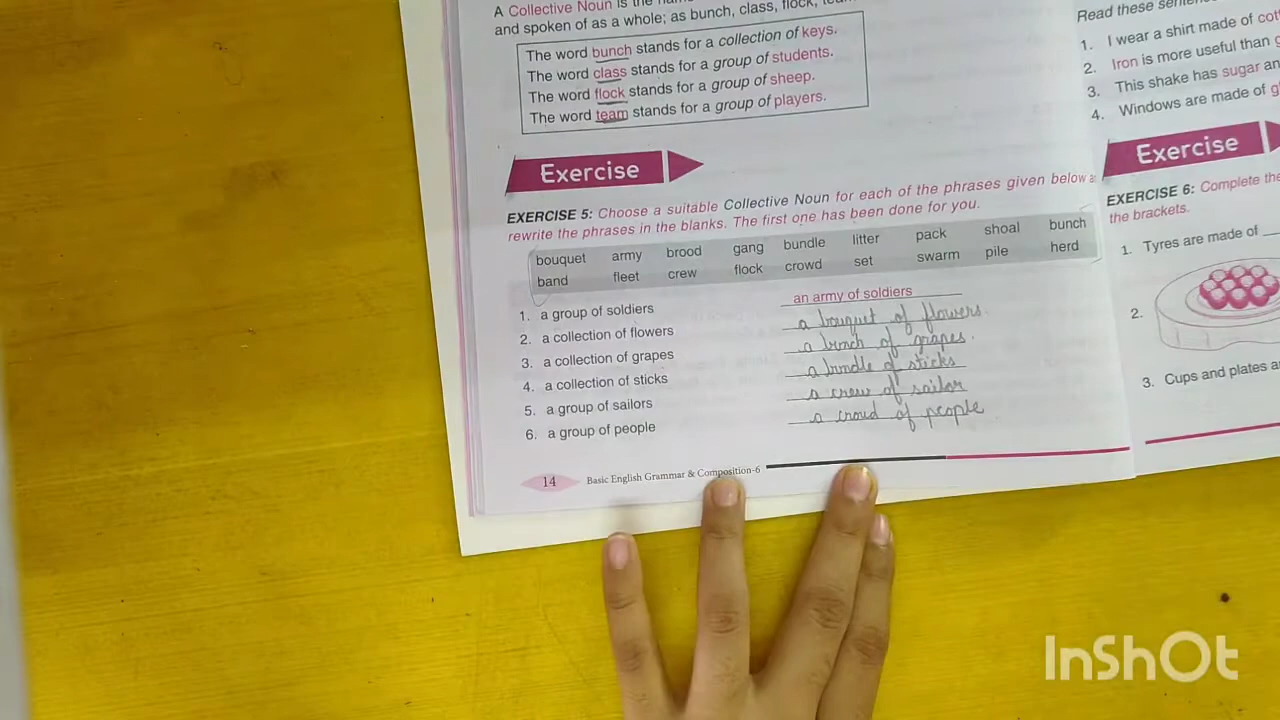 A Collective Noun is the
and spoken of as a whole; as bunch, class, flock,
The word bunch stands for a collection of keys.
The word class stands for a group of students.
The word flock stands for a group of sheep.
The word team stands for a group of players.
Exercise
EXERCISE 5: Choose a suitable Collective Noun for each of the phrases given below
rewrite the phrases in the blanks. The first one has been done for you.
bouquet army brood gang bundle litter pack shoal bunch
band fleet crew flock crowd set swarm pile herd
1. a group of soldiers an army of soldiers
2. a collection of flowers a bouquet of flowers.
3. a collection of grapes a bunch of grapes.
4. a collection of sticks a bundle of sticks
5. a group of sailors a crew of sailor
6. a group of people a croud of people
14 Basic English Grammar & Composition-6
Read these
1. I wear a shirt made of
2. Iron is more useful than
3. This shake has sugar
4. Windows are made of
Exercise
EXERCISE 6: Complete the
the brackets.
1. Tyres are made of
2.
3. Cups and plates
InShOt